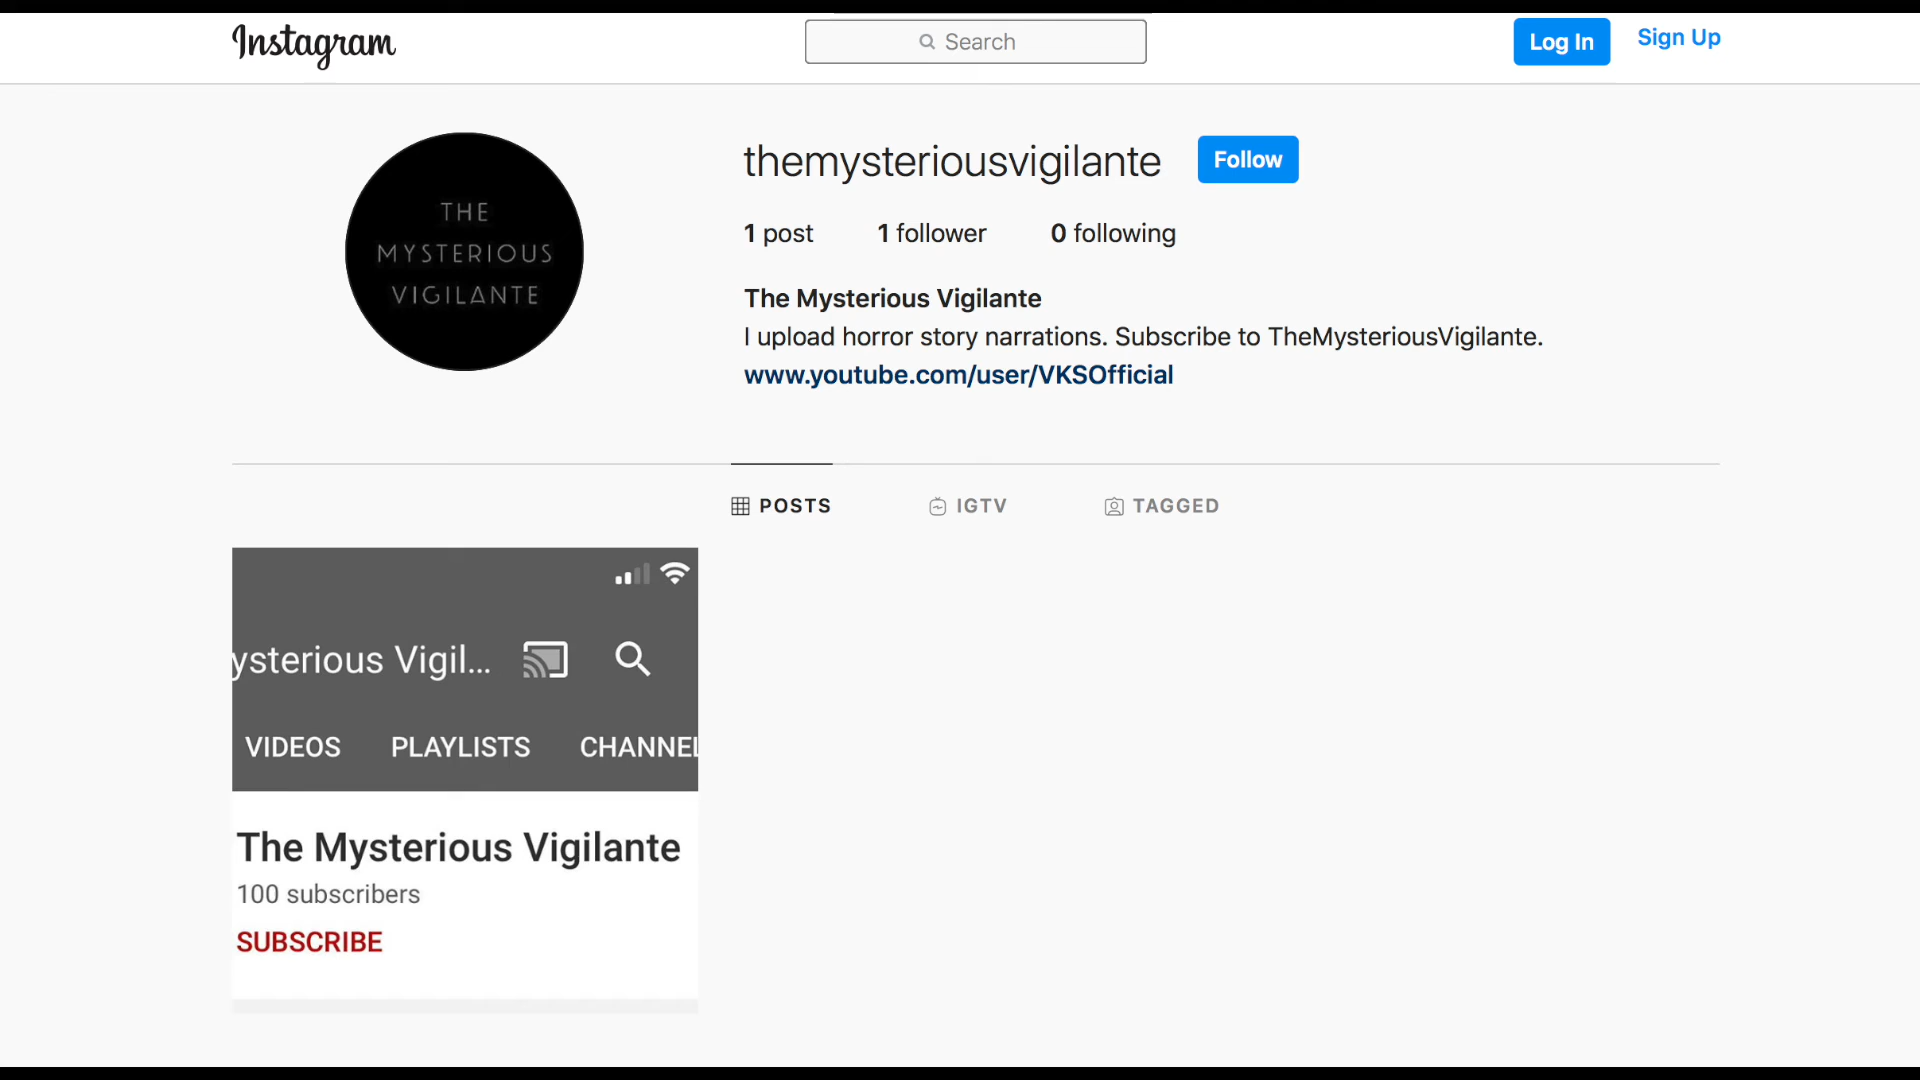 Instagram
Search
Log In
Sign Up
THE
MYSTERIOUS
VIGILANTE
themysteriousvigilante
Follow
1 post 1 follower 0 following
The Mysterious Vigilante
I upload horror story narrations. Subscribe to TheMysteriousVigilante.
www.youtube.com/user/VKSOfficial
POSTS IGTV TAGGED
ysterious Vigil...
VIDEOS PLAYLISTS CHANNEL
The Mysterious Vigilante
100 subscribers
SUBSCRIBE